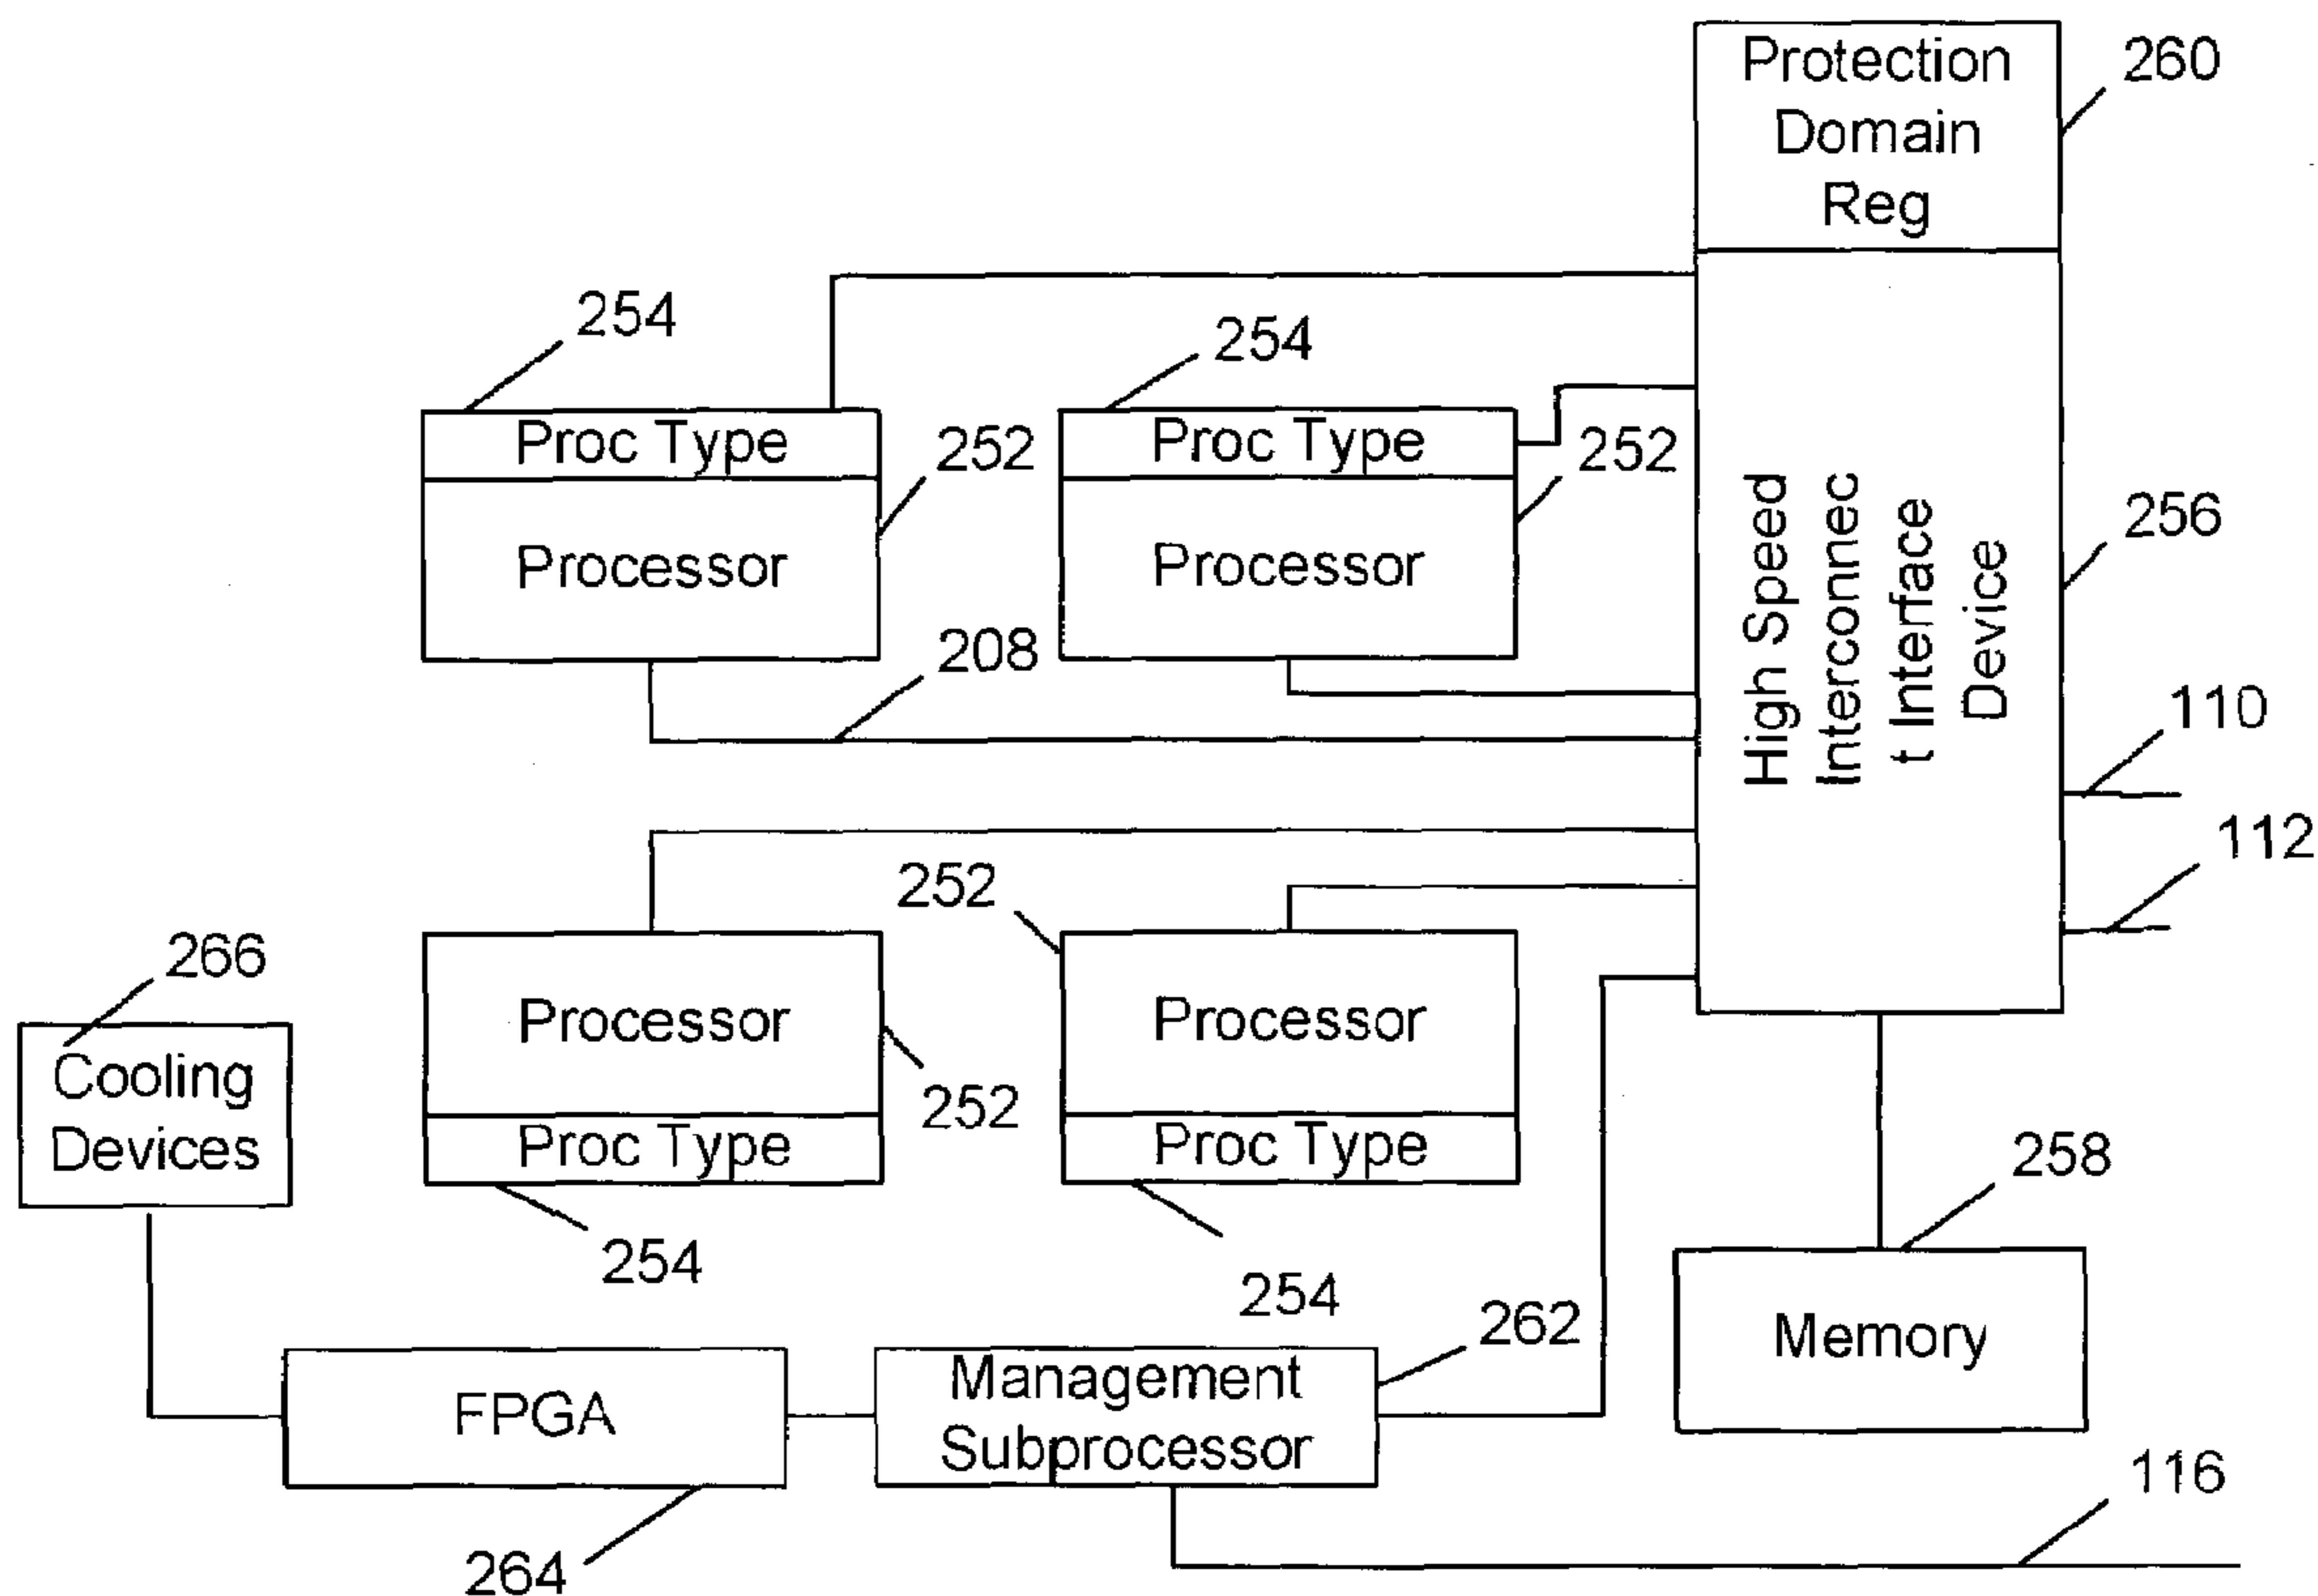 Protection
Domain
Reg
260
254
254
Proc Type
252
Proc Type
252
Processor
Processor
High Speed
Interconnec
t Interface
Device
256
208
110
112
252
266
Cooling
Devices
Processor
252
Proc Type
Processor
Proc Type
254
254
258
Memory
262
Management
Subprocessor
FPGA
264
116